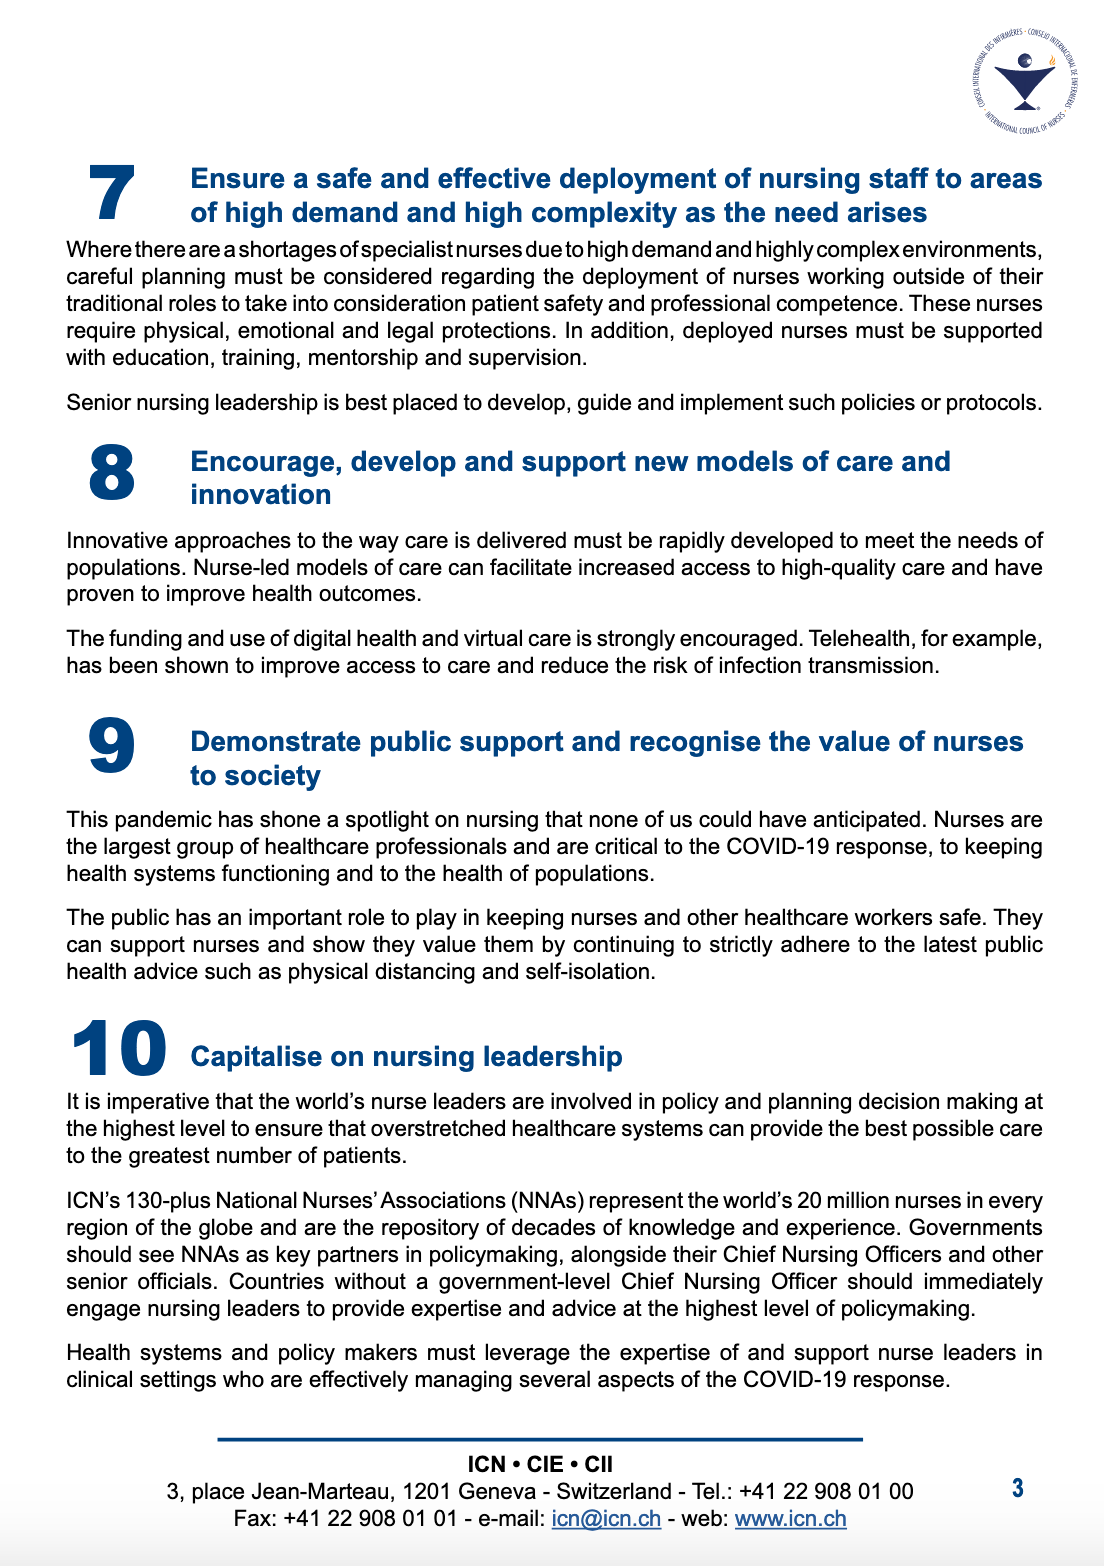 CONSEIL INTERNATIONAL DES INFIRMIÈRES · CONSEJO INTERNACIONAL DE ENFERMERAS · INTERNATIONAL COUNCIL OF NURSES ·
7
Ensure a safe and effective deployment of nursing staff to areas
of high demand and high complexity as the need arises
Where there are a shortages of specialist nurses due to high demand and highly complex environments,
careful planning must be considered regarding the deployment of nurses working outside of their
traditional roles to take into consideration patient safety and professional competence. These nurses
require physical, emotional and legal protections. In addition, deployed nurses must be supported
with education, training, mentorship and supervision.
Senior nursing leadership is best placed to develop, guide and implement such policies or protocols.
8
Encourage, develop and support new models of care and
innovation
Innovative approaches to the way care is delivered must be rapidly developed to meet the needs of
populations. Nurse-led models of care can facilitate increased access to high-quality care and have
proven to improve health outcomes.
The funding and use of digital health and virtual care is strongly encouraged. Telehealth, for example,
has been shown to improve access to care and reduce the risk of infection transmission.
9
Demonstrate public support and recognise the value of nurses
to society
This pandemic has shone a spotlight on nursing that none of us could have anticipated. Nurses are
the largest group of healthcare professionals and are critical to the COVID-19 response, to keeping
health systems functioning and to the health of populations.
The public has an important role to play in keeping nurses and other healthcare workers safe. They
can support nurses and show they value them by continuing to strictly adhere to the latest public
health advice such as physical distancing and self-isolation.
10
Capitalise on nursing leadership
It is imperative that the world's nurse leaders are involved in policy and planning decision making at
the highest level to ensure that overstretched healthcare systems can provide the best possible care
to the greatest number of patients.
ICN's 130-plus National Nurses' Associations (NNAs) represent the world's 20 million nurses in every
region of the globe and are the repository of decades of knowledge and experience. Governments
should see NNAs as key partners in policymaking, alongside their Chief Nursing Officers and other
senior officials. Countries without a government-level Chief Nursing Officer should immediately
engage nursing leaders to provide expertise and advice at the highest level of policymaking.
Health systems and policy makers must leverage the expertise of and support nurse leaders in
clinical settings who are effectively managing several aspects of the COVID-19 response.
ICN • CIE • CII
3, place Jean-Marteau, 1201 Geneva - Switzerland - Tel.: +41 22 908 01 00
Fax: +41 22 908 01 01 - e-mail: icn@icn.ch - web: www.icn.ch
3